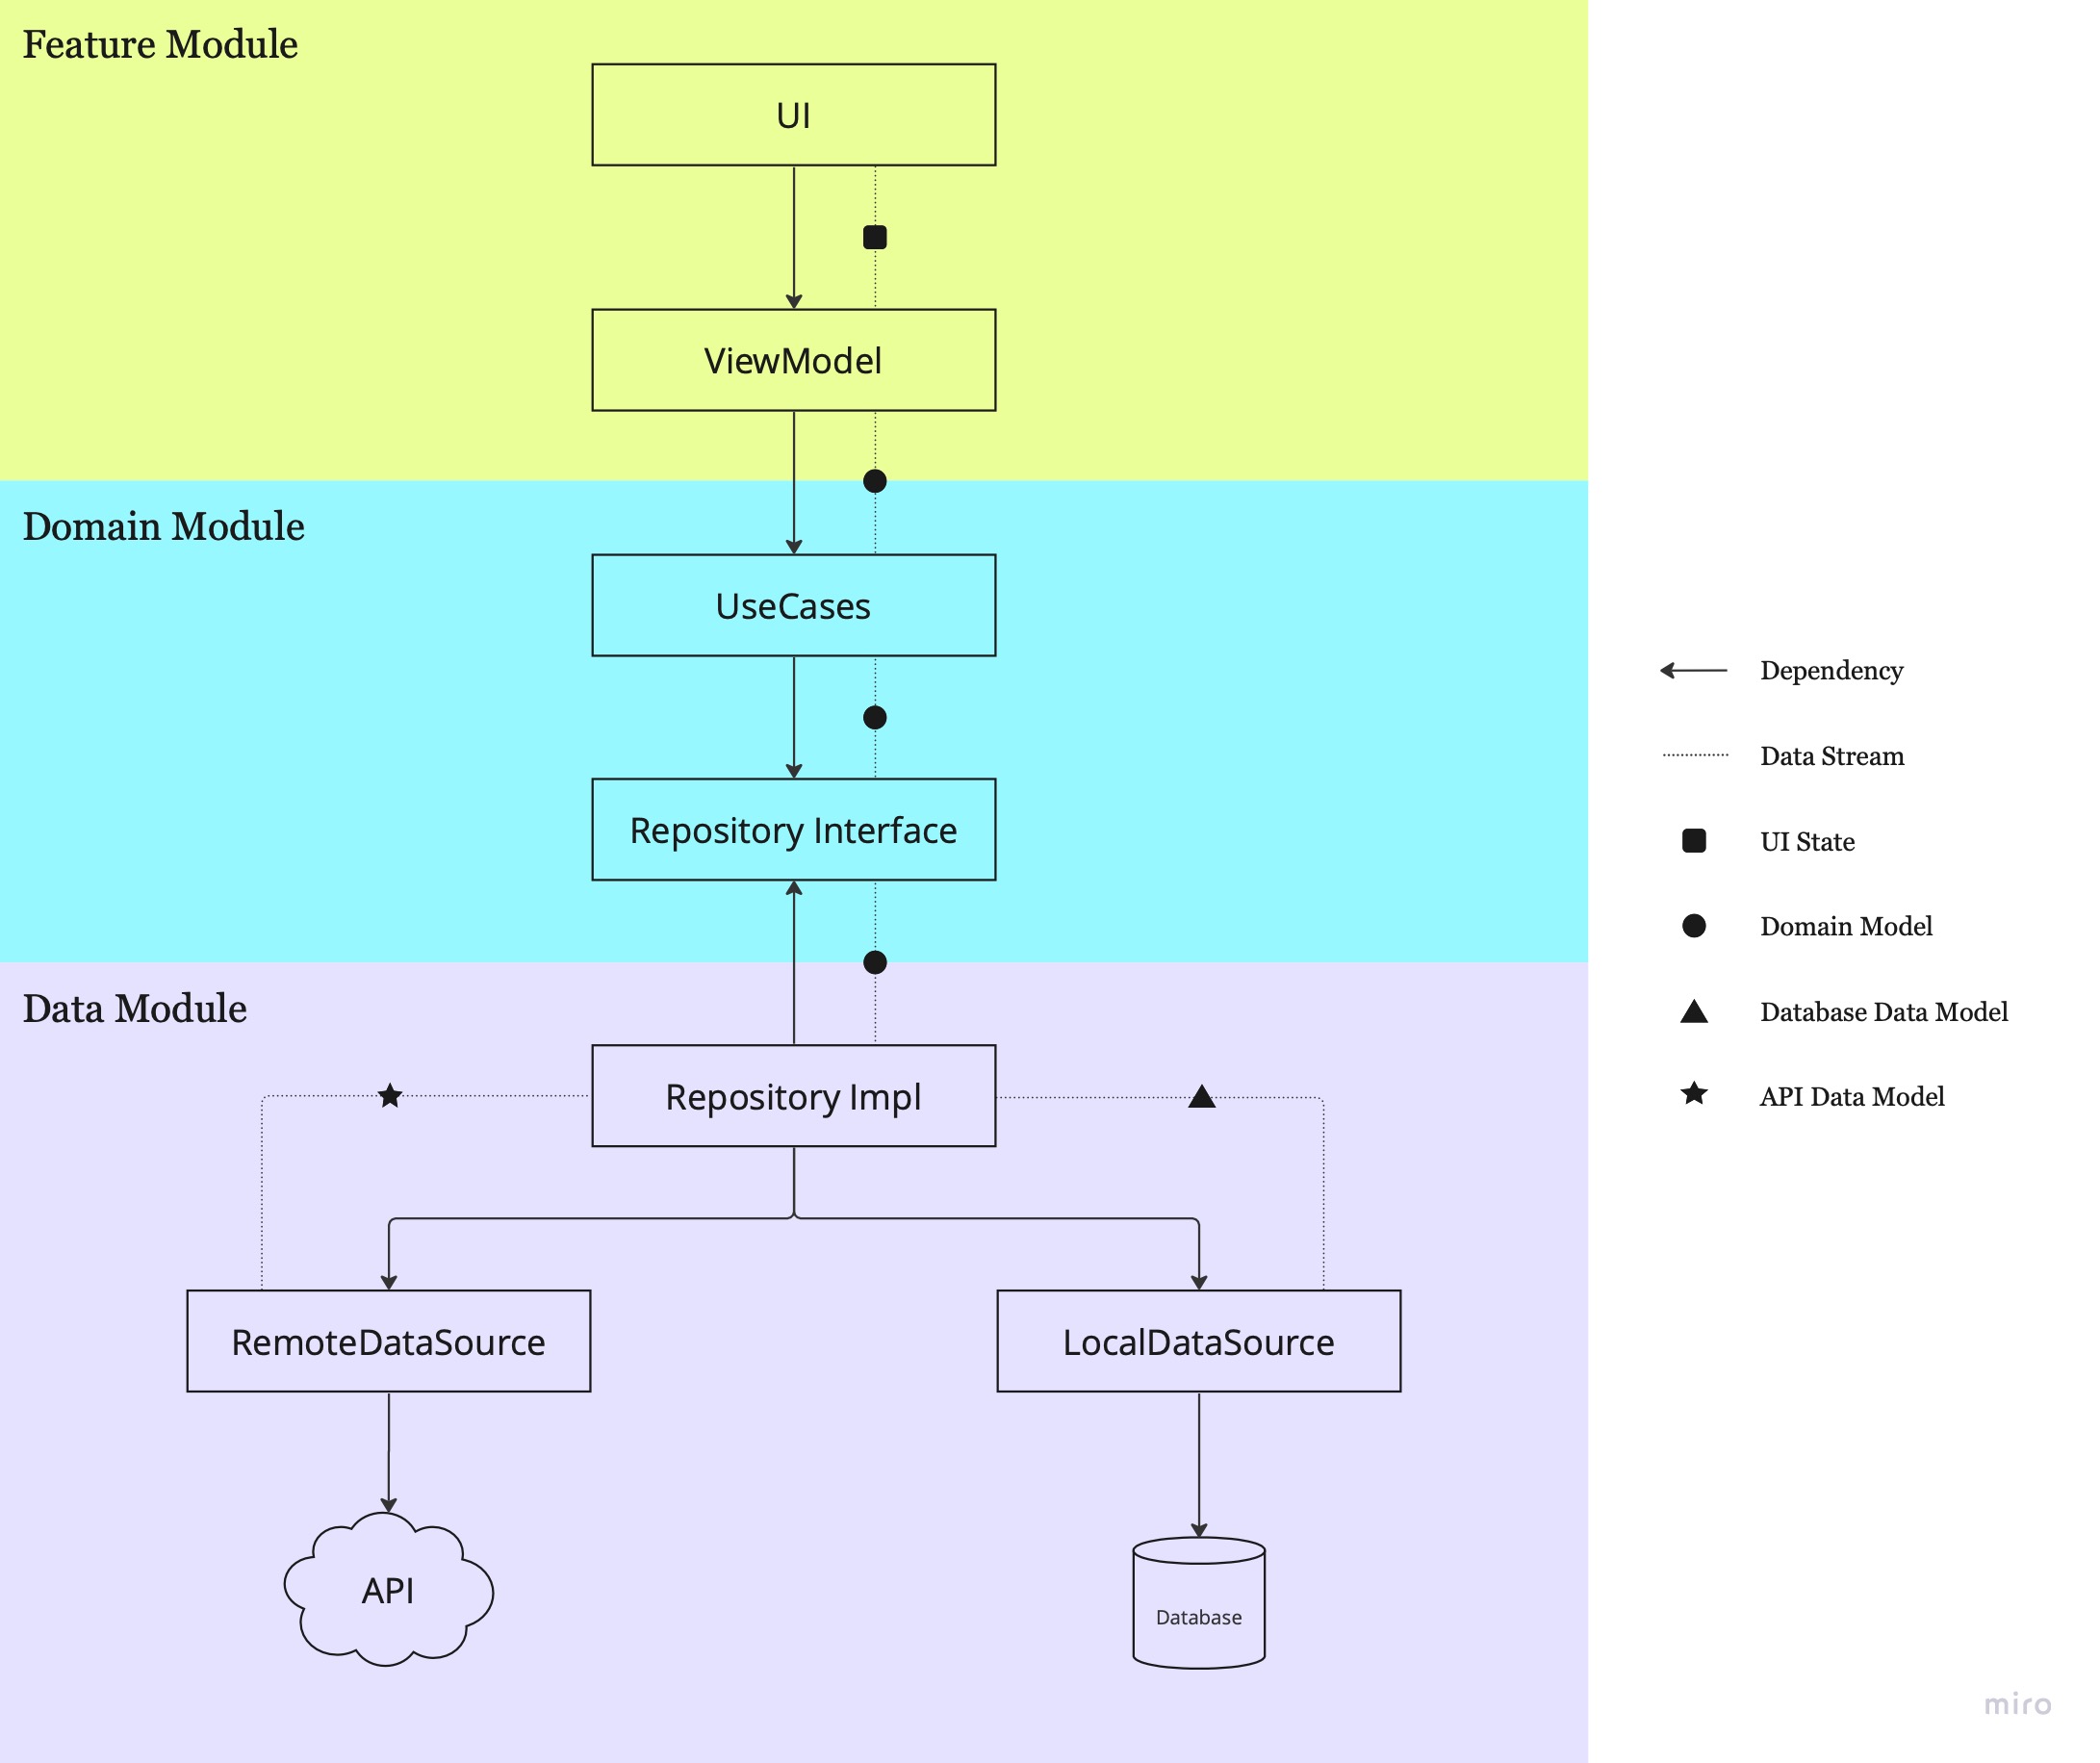 Feature Module
UI
ViewModel
Domain Module
UseCases
Repository Interface
Data Module
Repository Impl
RemoteDataSource
LocalDataSource
API
Database
Dependency
Data Stream
UI State
Domain Model
Database Data Model
API Data Model
miro